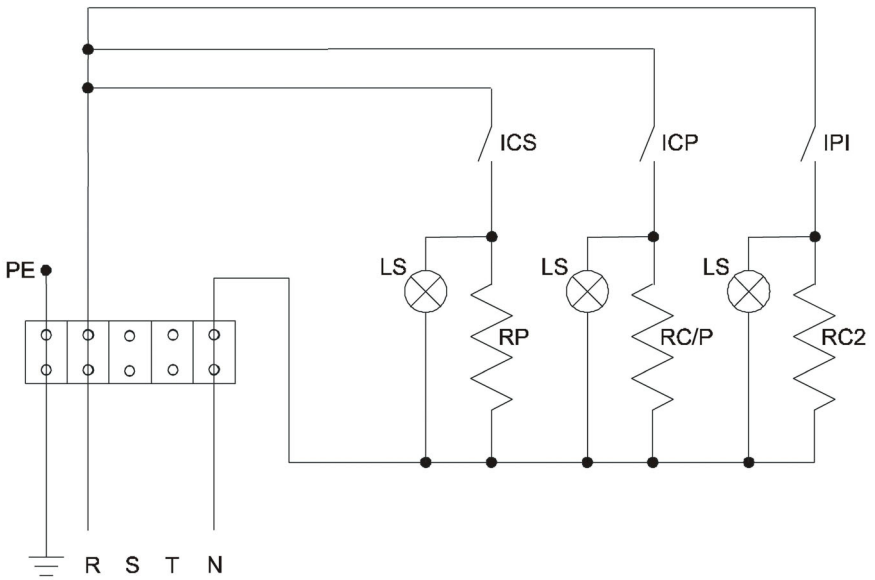 ICS
ICP
IPI
PE
LS
LS
LS
RP
RC/P
RC2
R S T N